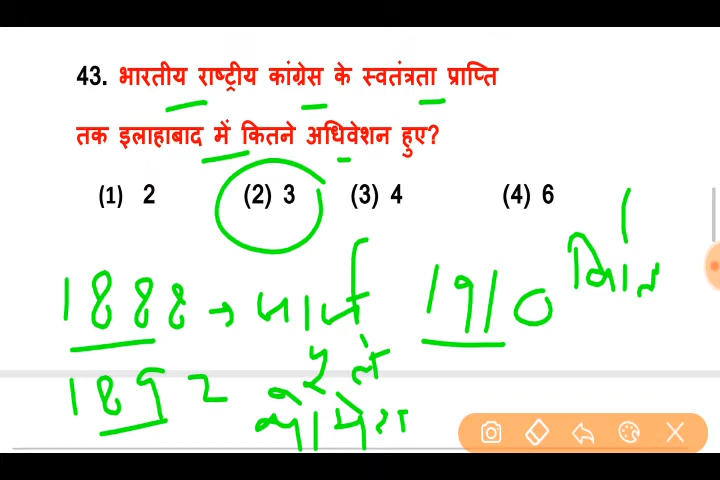 43. भारतीय राष्ट्रीय कांग्रेस के स्वतंत्रता प्राप्ति
तक इलाहाबाद में कितने अधिवेशन हुए?
(1) 2 (2) 3 (3) 4 (4) 6
1888 → जार्ज 1910
यूले
1892 व्योमेश